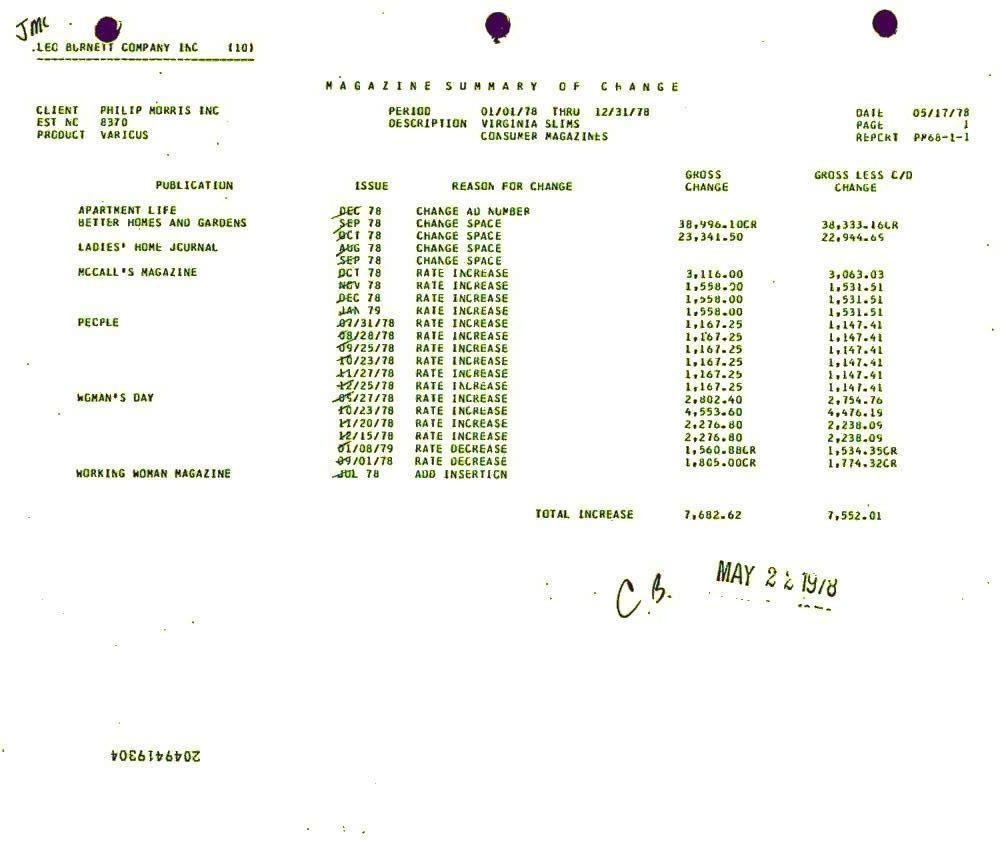 JMC
.LEO BURNETT COMPANY INC (10)
MAGAZINE SUMMARY OF CHANGE
CLIENT PHILIP MORRIS INC PERIOD 01/01/78 THRU 12/31/78 DATE 05/17/78
EST NO 8370 DESCRIPTION VIRGINIA SLIMS PAGE 1
PRODUCT VARIOUS CONSUMER MAGAZINES REPORT PM68-1-1
GROSS GROSS LESS C/D
PUBLICATION ISSUE REASON FOR CHANGE CHANGE CHANGE
APARTMENT LIFE DEC 78 CHANGE AD NUMBER
BETTER HOMES AND GARDENS SEP 78 CHANGE SPACE 38,996.10CR 38,333.16CR
OCT 78 CHANGE SPACE 23,341.50 22,944.69
LADIES' HOME JOURNAL AUG 78 CHANGE SPACE
SEP 78 CHANGE SPACE
MCCALL'S MAGAZINE OCT 78 RATE INCREASE 3,116.00 3,063.03
NOV 78 RATE INCREASE 1,558.00 1,531.51
DEC 78 RATE INCREASE 1,558.00 1,531.51
JAN 79 RATE INCREASE 1,558.00 1,531.51
PEOPLE 07/31/78 RATE INCREASE 1,167.25 1,147.41
08/28/78 RATE INCREASE 1,167.25 1,147.41
09/25/78 RATE INCREASE 1,167.25 1,147.41
10/23/78 RATE INCREASE 1,167.25 1,147.41
11/27/78 RATE INCREASE 1,167.25 1,147.41
12/25/78 RATE INCREASE 1,167.25 1,147.41
WOMAN'S DAY 05/27/78 RATE INCREASE 2,802.40 2,754.76
10/23/78 RATE INCREASE 4,553.60 4,476.19
11/20/78 RATE INCREASE 2,276.80 2,238.09
12/15/78 RATE INCREASE 2,276.80 2,238.09
01/08/79 RATE DECREASE 1,560.88CR 1,534.35CR
09/01/78 RATE DECREASE 1,805.00CR 1,774.32CR
WORKING WOMAN MAGAZINE JUL 78 ADD INSERTION
TOTAL INCREASE 7,682.62 7,552.01
C.B. MAY 22 1978
2049419304